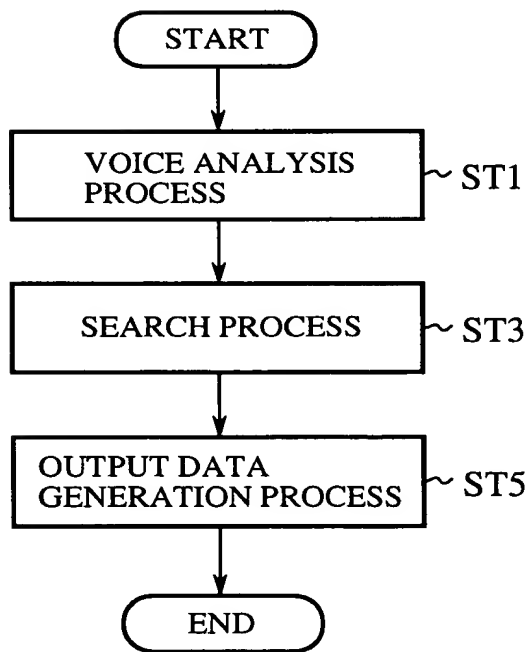 START
VOICE ANALYSIS
PROCESS
ST1
SEARCH PROCESS
ST3
OUTPUT DATA
GENERATION PROCESS
ST5
END